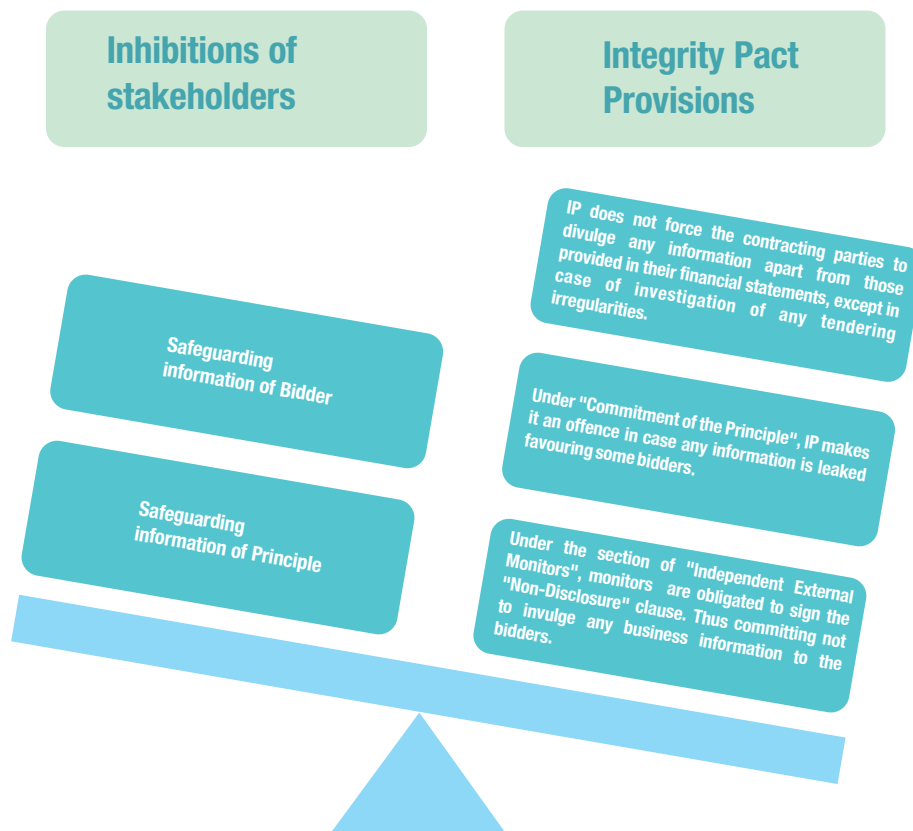 Inhibitions of
stakeholders
Integrity Pact
Provisions
Safeguarding
information of Bidder
Safeguarding
information of Principle
IP does not force the contracting parties to
divulge any information apart from those
provided in their financial statements, except in
case of investigation of any tendering
irregularities.
Under "Commitment of the Principle", IP makes
it an offence in case any information is leaked
favouring some bidders.
Under the section of "Independent External
Monitors", monitors are obligated to sign the
"Non-Disclosure" clause. Thus committing not
to invulge any business information to the
bidders.